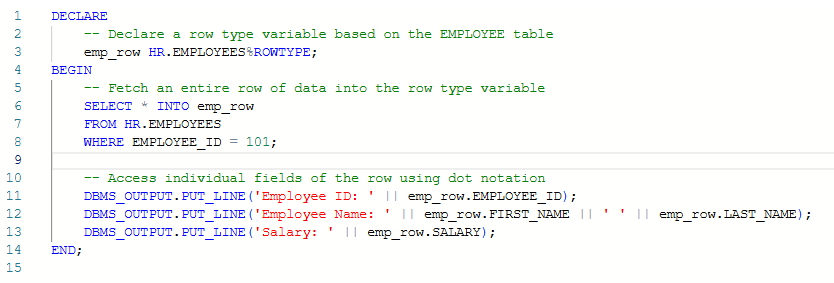 1 DECLARE
2 -- Declare a row type variable based on the EMPLOYEE table
3 emp_row HR.EMPLOYEES%ROWTYPE;
4 BEGIN
5 -- Fetch an entire row of data into the row type variable
6 SELECT * INTO emp_row
7 FROM HR.EMPLOYEES
8 WHERE EMPLOYEE_ID = 101;
9
10 -- Access individual fields of the row using dot notation
11 DBMS_OUTPUT.PUT_LINE('Employee ID: ' || emp_row.EMPLOYEE_ID);
12 DBMS_OUTPUT.PUT_LINE('Employee Name: ' || emp_row.FIRST_NAME || ' ' || emp_row.LAST_NAME);
13 DBMS_OUTPUT.PUT_LINE('Salary: ' || emp_row.SALARY);
14 END;
15